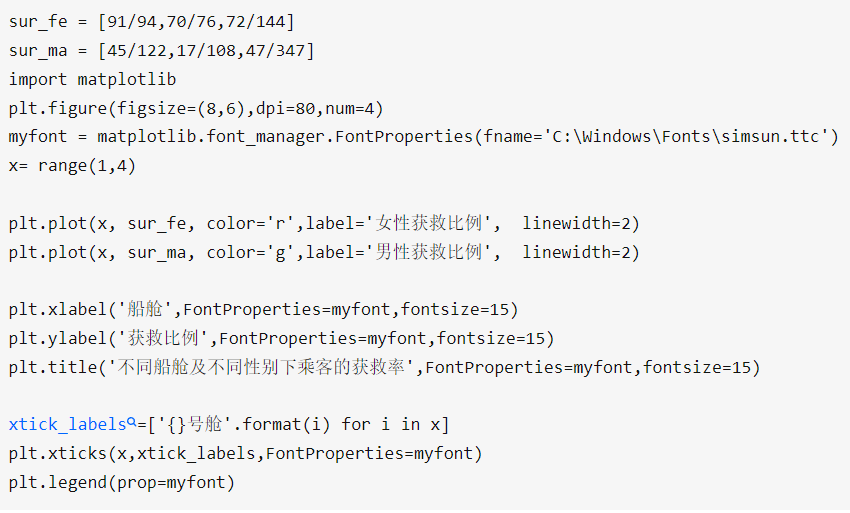 sur_fe = [91/94,70/76,72/144]
sur_ma = [45/122,17/108,47/347]
import matplotlib
plt.figure(figsize=(8,6),dpi=80,num=4)
myfont = matplotlib.font_manager.FontProperties(fname='C:\Windows\Fonts\simsun.ttc')
x= range(1,4)
plt.plot(x, sur_fe, color='r',label='女性获救比例',  linewidth=2)
plt.plot(x, sur_ma, color='g',label='男性获救比例',  linewidth=2)
plt.xlabel('船舱',FontProperties=myfont,fontsize=15)
plt.ylabel('获救比例',FontProperties=myfont,fontsize=15)
plt.title('不同船舱及不同性别下乘客的获救率',FontProperties=myfont,fontsize=15)
xtick_labels=['{}号舱'.format(i) for i in x]
plt.xticks(x,xtick_labels,FontProperties=myfont)
plt.legend(prop=myfont)